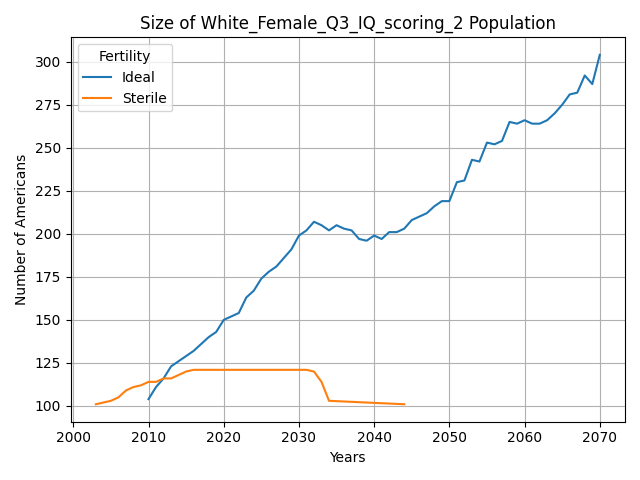 Size of White_Female_Q3_IQ_scoring_2 Population
Fertility
Ideal
Sterile
Number of Americans
300
275
250
225
200
175
150
125
100
2000
2010
2020
2030
2040
2050
2060
2070
Years